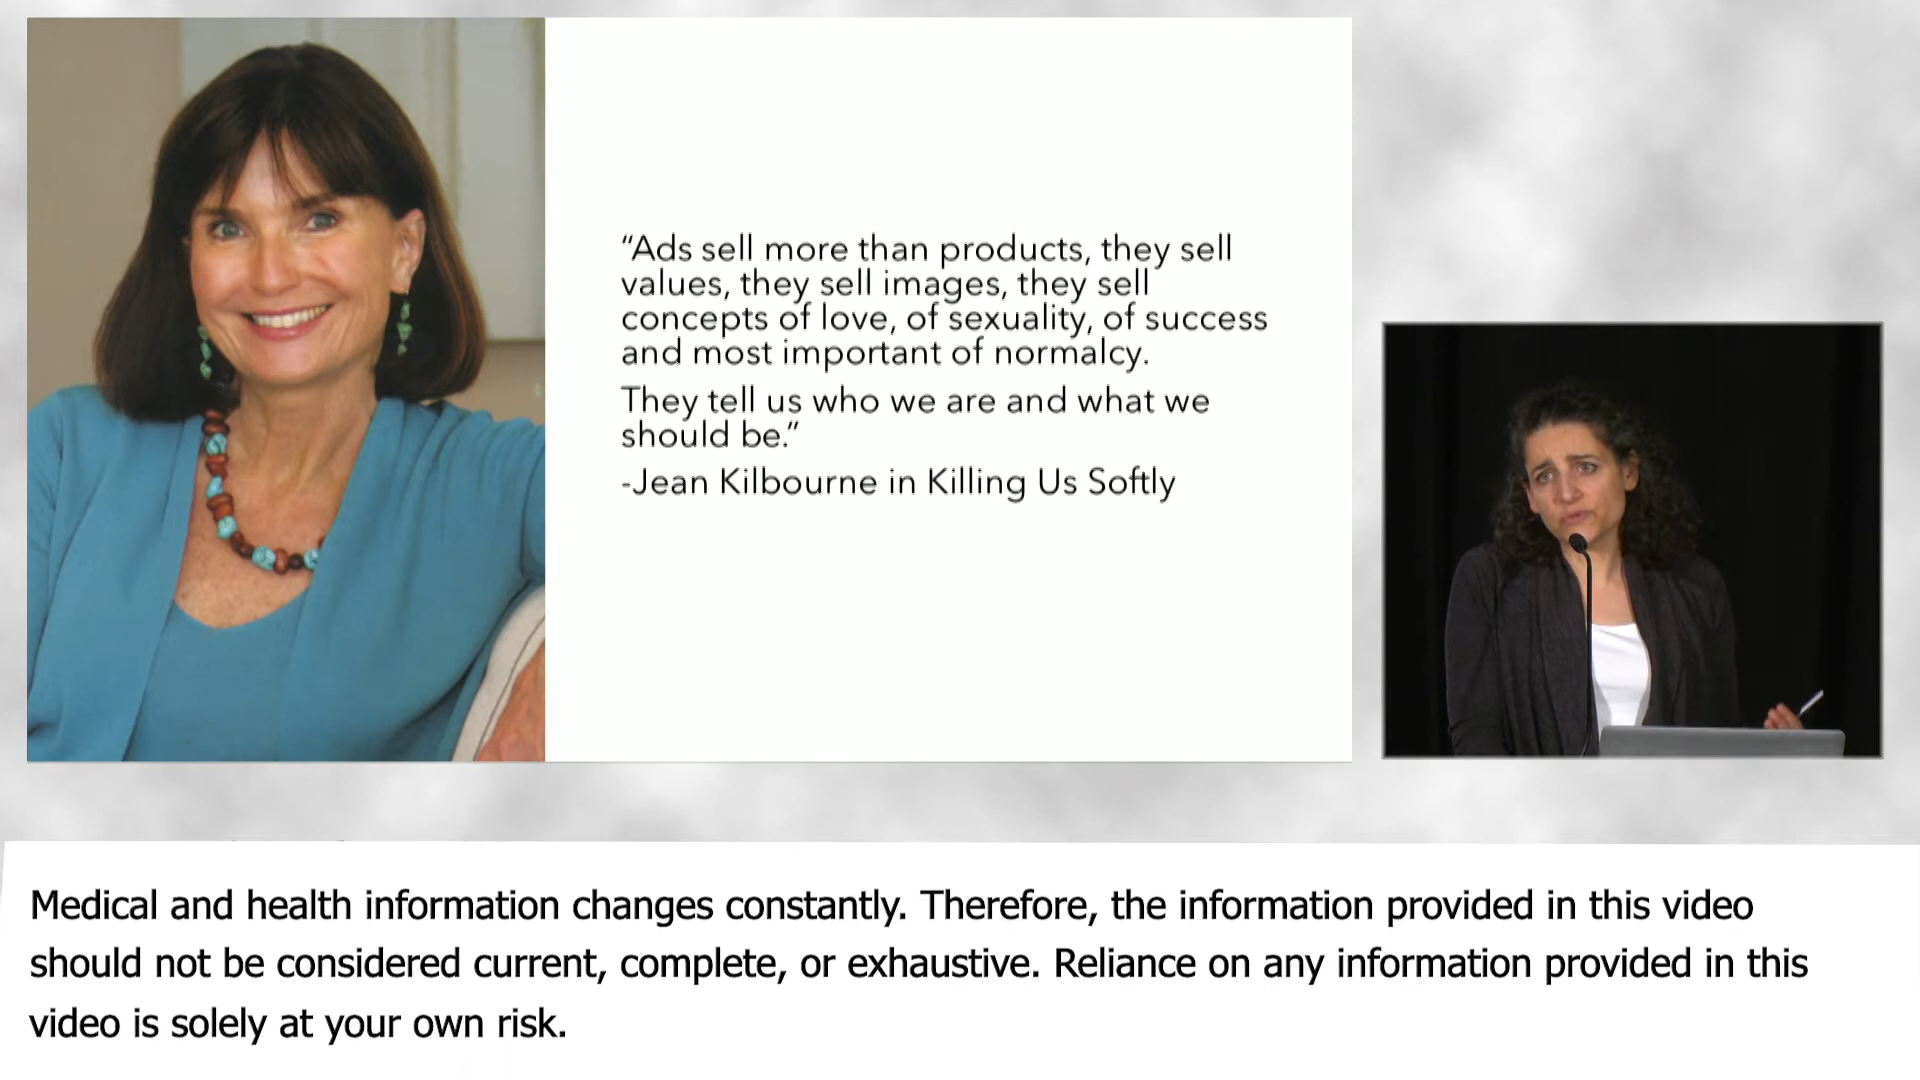 “Ads sell more than products, they sell
values, they sell images, they sell
concepts of love, of sexuality, of success
and most important of normalcy.
They tell us who we are and what we
should be.”
-Jean Kilbourne in Killing Us Softly
Medical and health information changes constantly. Therefore, the information provided in this video
should not be considered current, complete, or exhaustive. Reliance on any information provided in this
video is solely at your own risk.